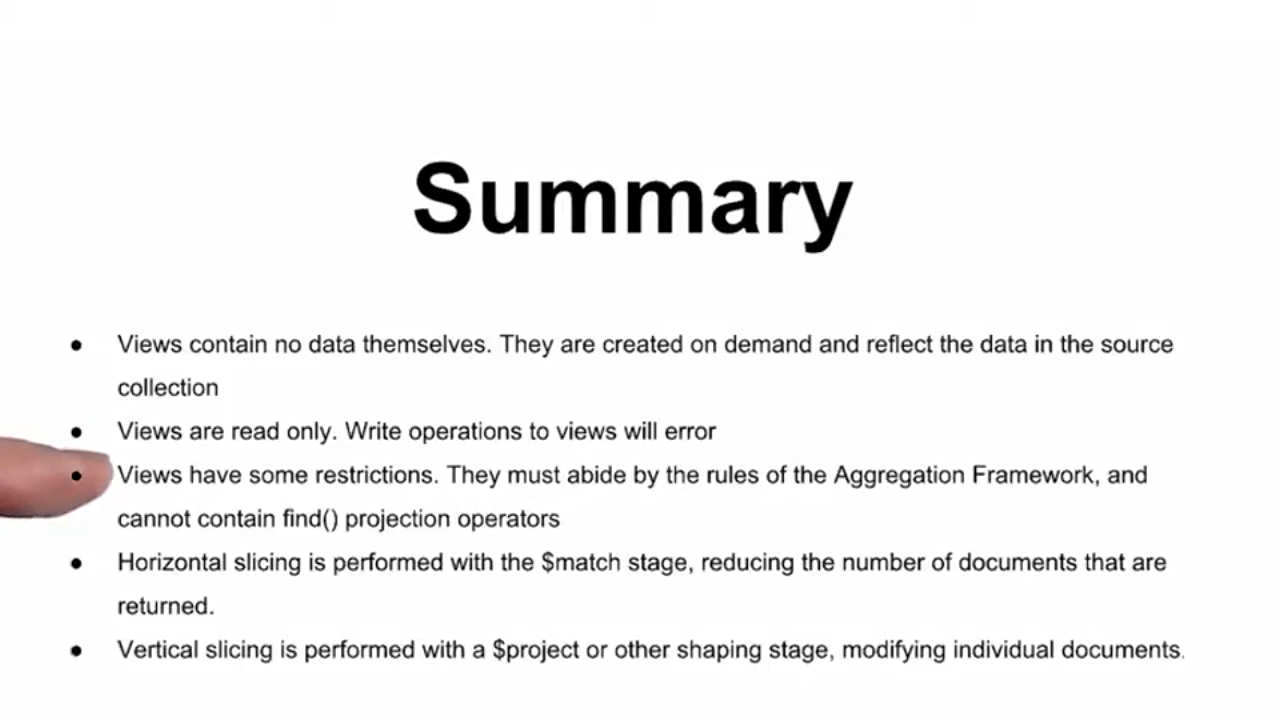 Summary
● Views contain no data themselves. They are created on demand and reflect the data in the source
collection
● Views are read only. Write operations to views will error
● Views have some restrictions. They must abide by the rules of the Aggregation Framework, and
cannot contain find() projection operators
● Horizontal slicing is performed with the $match stage, reducing the number of documents that are
returned.
● Vertical slicing is performed with a $project or other shaping stage, modifying individual documents.